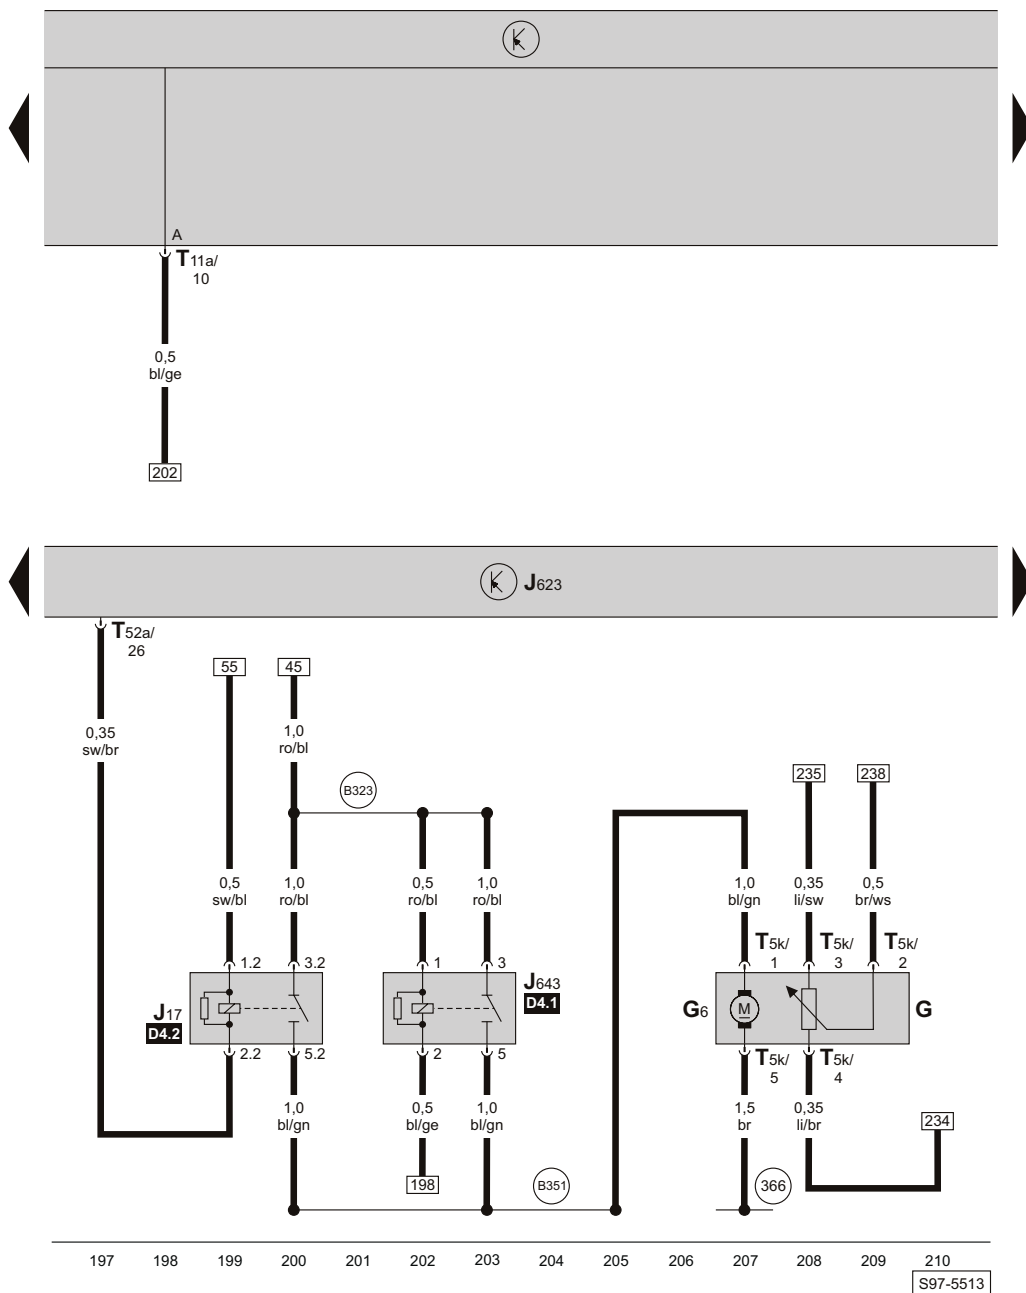 A
T11a/
10
0,5
bl/ge
202
J623
T52a/
26
55
45
0,35
sw/br
1,0
ro/bl
B323
235
238
0,5
sw/bl
1,0
ro/bl
0,5
ro/bl
1,0
ro/bl
1,0
bl/gn
0,35
li/sw
0,5
br/ws
T5k/
1
T5k/
3
T5k/
2
1.2
3.2
1
3
J17
D4.2
J643
D4.1
G6
M
G
2.2
5.2
2
5
T5k/
5
T5k/
4
1,0
bl/gn
0,5
bl/ge
1,0
bl/gn
1,5
br
0,35
li/br
234
198
B351
366
197 198 199 200 201 202 203 204 205 206 207 208 209 210
S97-5513